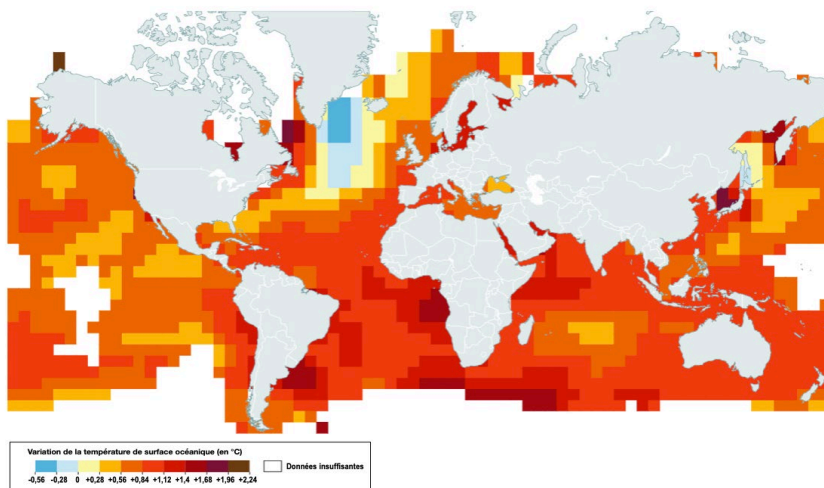 Variation de la température de surface océanique (en °C)
Données insuffisantes
-0,56 -0,28 0 +0,28 +0,56 +0,84 +1,12 +1,4 +1,68 +1,96 +2,24